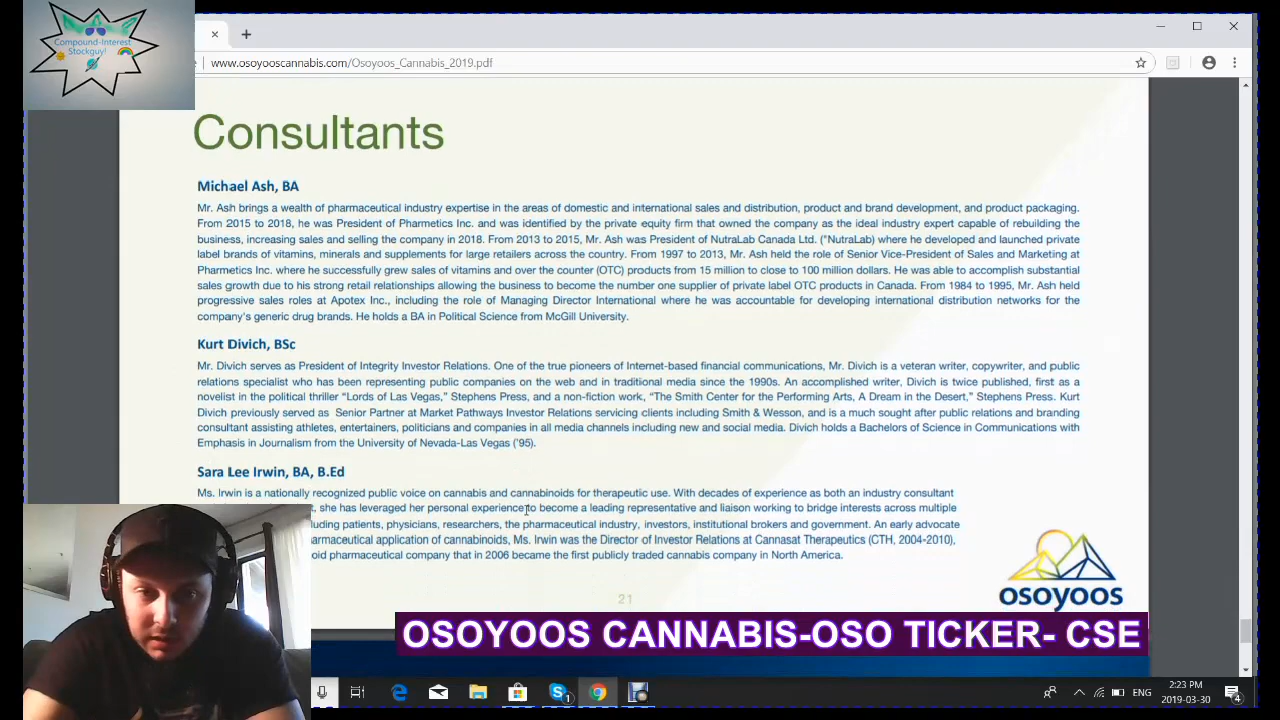 Compound-Interest
Stockguy!
www.osoyooscannabis.com/Osoyoos_Cannabis_2019.pdf
Consultants
Michael Ash, BA
Mr. Ash brings a wealth of pharmaceutical industry expertise in the areas of domestic and international sales and distribution, product and brand development, and product packaging.
From 2015 to 2018, he was President of Pharmetics Inc. and was identified by the private equity firm that owned the company as the ideal industry expert capable of rebuilding the
business, increasing sales and selling the company in 2018. From 2013 to 2015, Mr. Ash was President of NutraLab Canada Ltd. ("NutraLab) where he developed and launched private
label brands of vitamins, minerals and supplements for large retailers across the country. From 1997 to 2013, Mr. Ash held the role of Senior Vice-President of Sales and Marketing at
Pharmetics Inc. where he successfully grew sales of vitamins and over the counter (OTC) products from 15 million to close to 100 million dollars. He was able to accomplish substantial
sales growth due to his strong retail relationships allowing the business to become the number one supplier of private label OTC products in Canada. From 1984 to 1995, Mr. Ash held
progressive sales roles at Apotex Inc., including the role of Managing Director International where he was accountable for developing international distribution networks for the
company's generic drug brands. He holds a BA in Political Science from McGill University.
Kurt Divich, BSc
Mr. Divich serves as President of Integrity Investor Relations. One of the true pioneers of Internet-based financial communications, Mr. Divich is a veteran writer, copywriter, and public
relations specialist who has been representing public companies on the web and in traditional media since the 1990s. An accomplished writer, Divich is twice published, first as a
novelist in the political thriller “Lords of Las Vegas,” Stephens Press, and a non-fiction work, “The Smith Center for the Performing Arts, A Dream in the Desert,” Stephens Press. Kurt
Divich previously served as Senior Partner at Market Pathways Investor Relations servicing clients including Smith & Wesson, and is a much sought after public relations and branding
consultant assisting athletes, entertainers, politicians and companies in all media channels including new and social media. Divich holds a Bachelors of Science in Communications with
Emphasis in Journalism from the University of Nevada-Las Vegas ('95).
Sara Lee Irwin, BA, B.Ed
Ms. Irwin is a nationally recognized public voice on cannabis and cannabinoids for therapeutic use. With decades of experience as both an industry consultant
, she has leveraged her personal experience to become a leading representative and liaison working to bridge interests across multiple
luding patients, physicians, researchers, the pharmaceutical industry, investors, institutional brokers and government. An early advocate
armaceutical application of cannabinoids, Ms. Irwin was the Director of Investor Relations at Cannasat Therapeutics (CTH, 2004-2010),
oid pharmaceutical company that in 2006 became the first publicly traded cannabis company in North America.
21
OSOYOOS
OSOYOOS CANNABIS-OSO TICKER- CSE
1
ENG
2:23 PM
2019-03-30
4